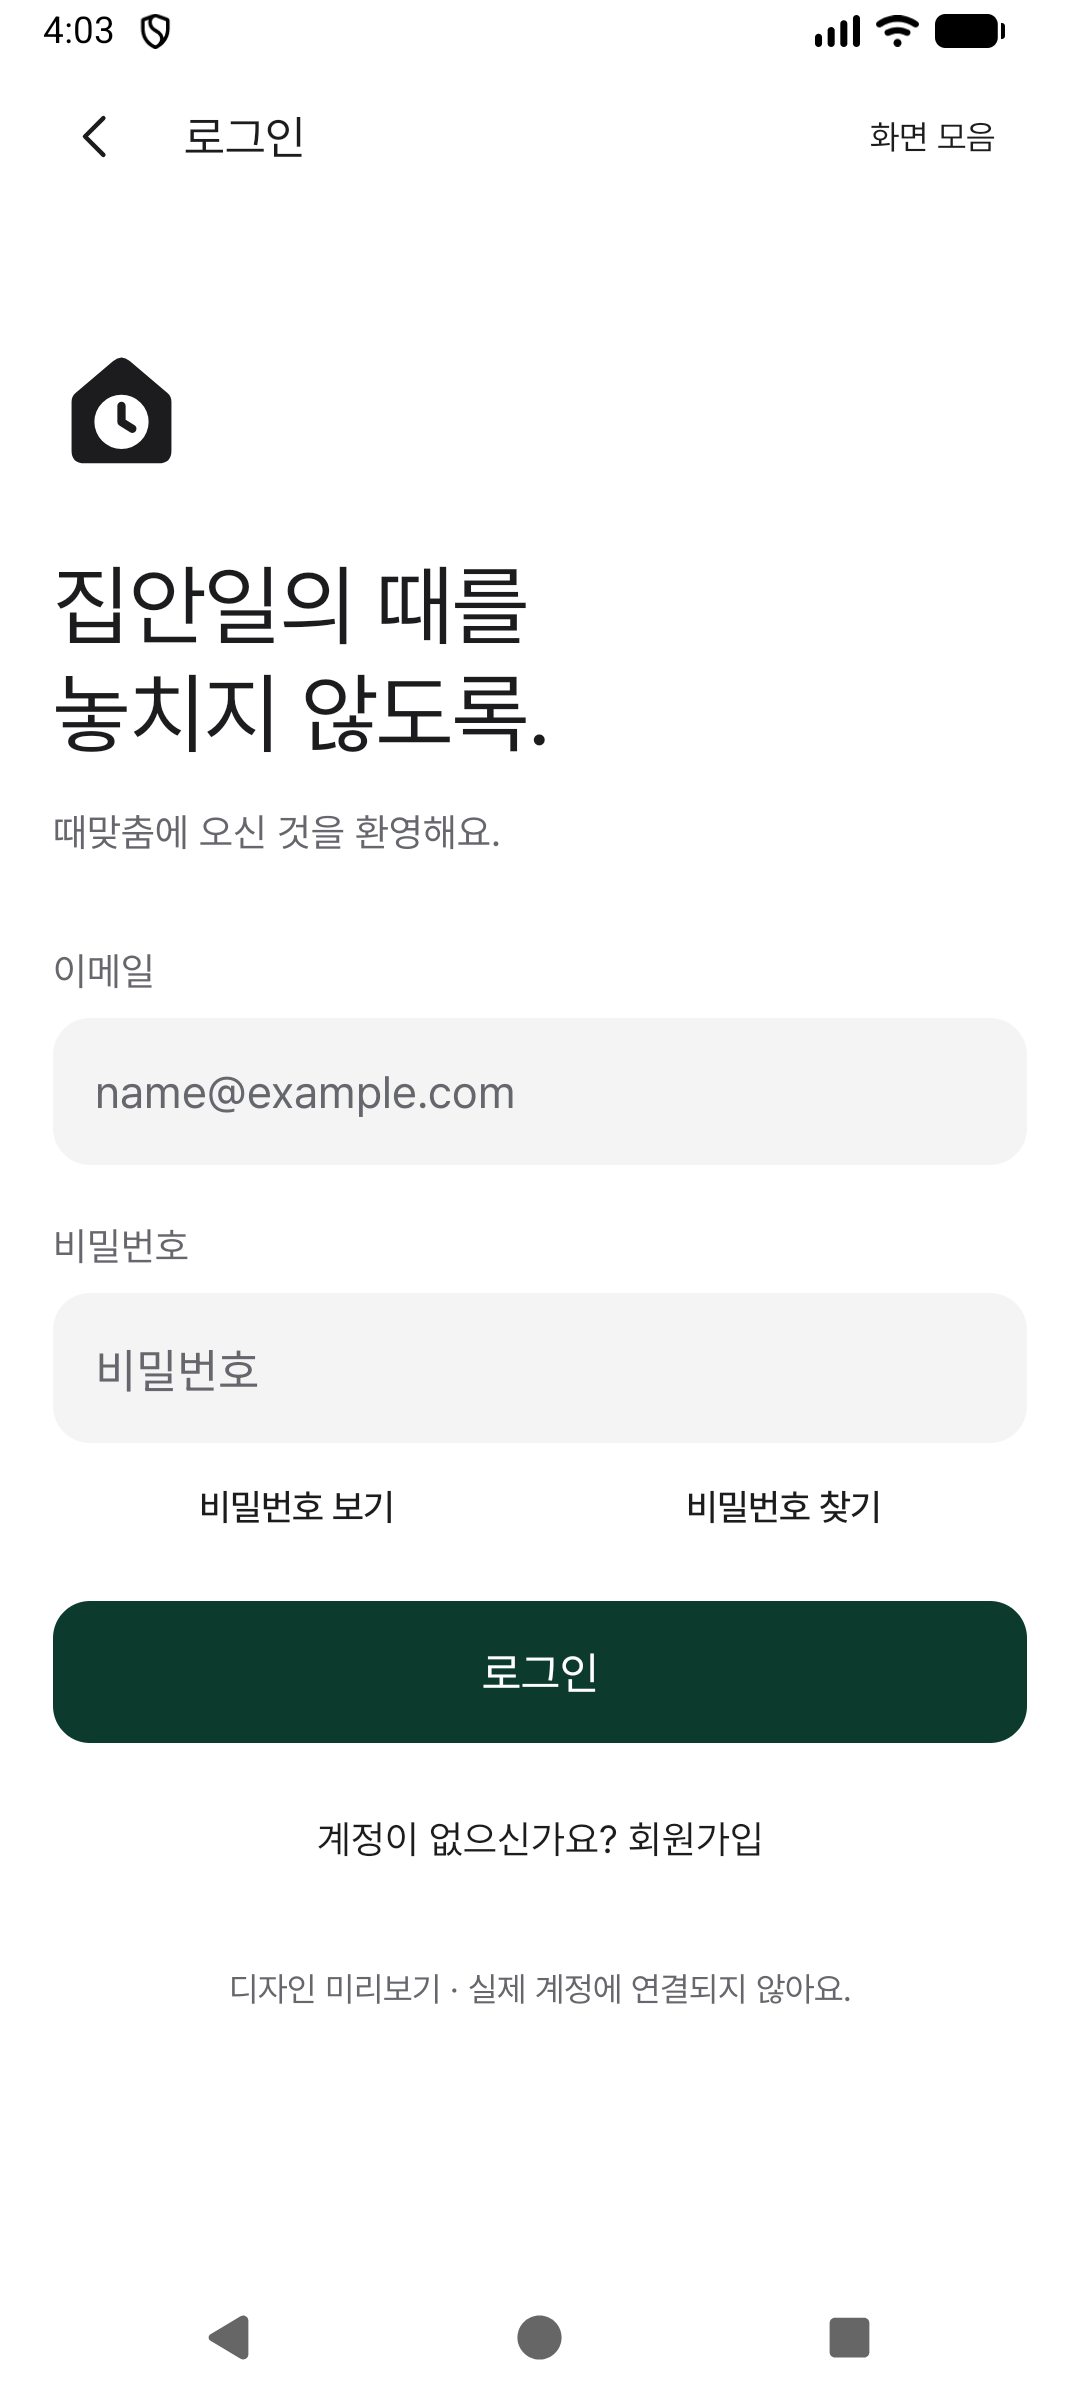 4:03
로그인
화면 모음
집안일의 때를
놓치지 않도록.
때맞춤에 오신 것을 환영해요.
이메일
name@example.com
비밀번호
비밀번호
비밀번호 보기
비밀번호 찾기
로그인
계정이 없으신가요? 회원가입
디자인 미리보기 · 실제 계정에 연결되지 않아요.